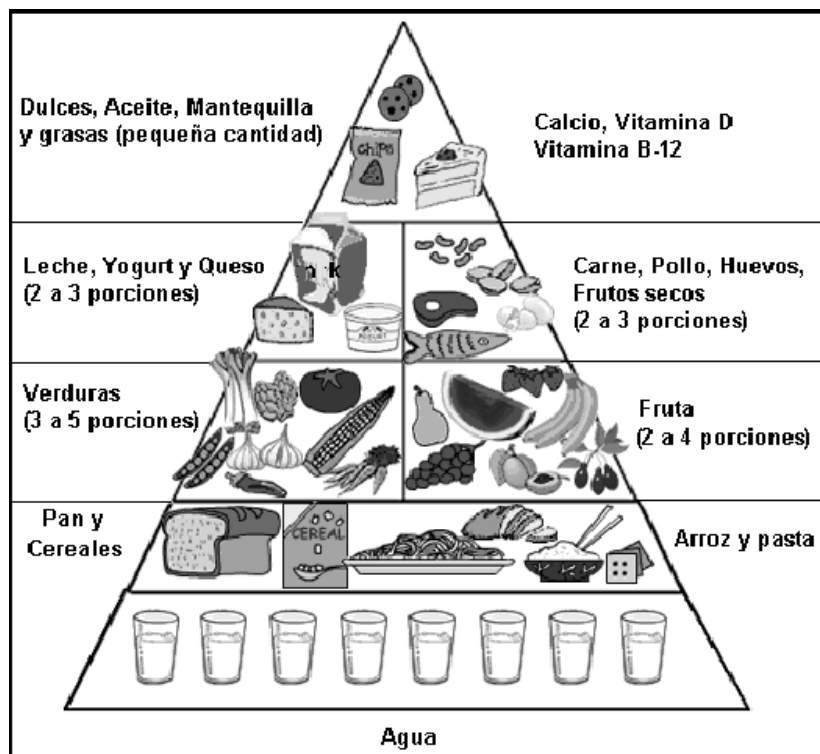 Dulces, Aceite, Mantequilla
y grasas (pequeña cantidad)
Calcio, Vitamina D
Vitamina B-12
CHIPS
Leche, Yogurt y Queso
(2 a 3 porciones)
Carne, Pollo, Huevos,
Frutos secos
(2 a 3 porciones)
Verduras
(3 a 5 porciones)
Fruta
(2 a 4 porciones)
Pan y
Cereales
CEREAL
Arroz y pasta
Agua